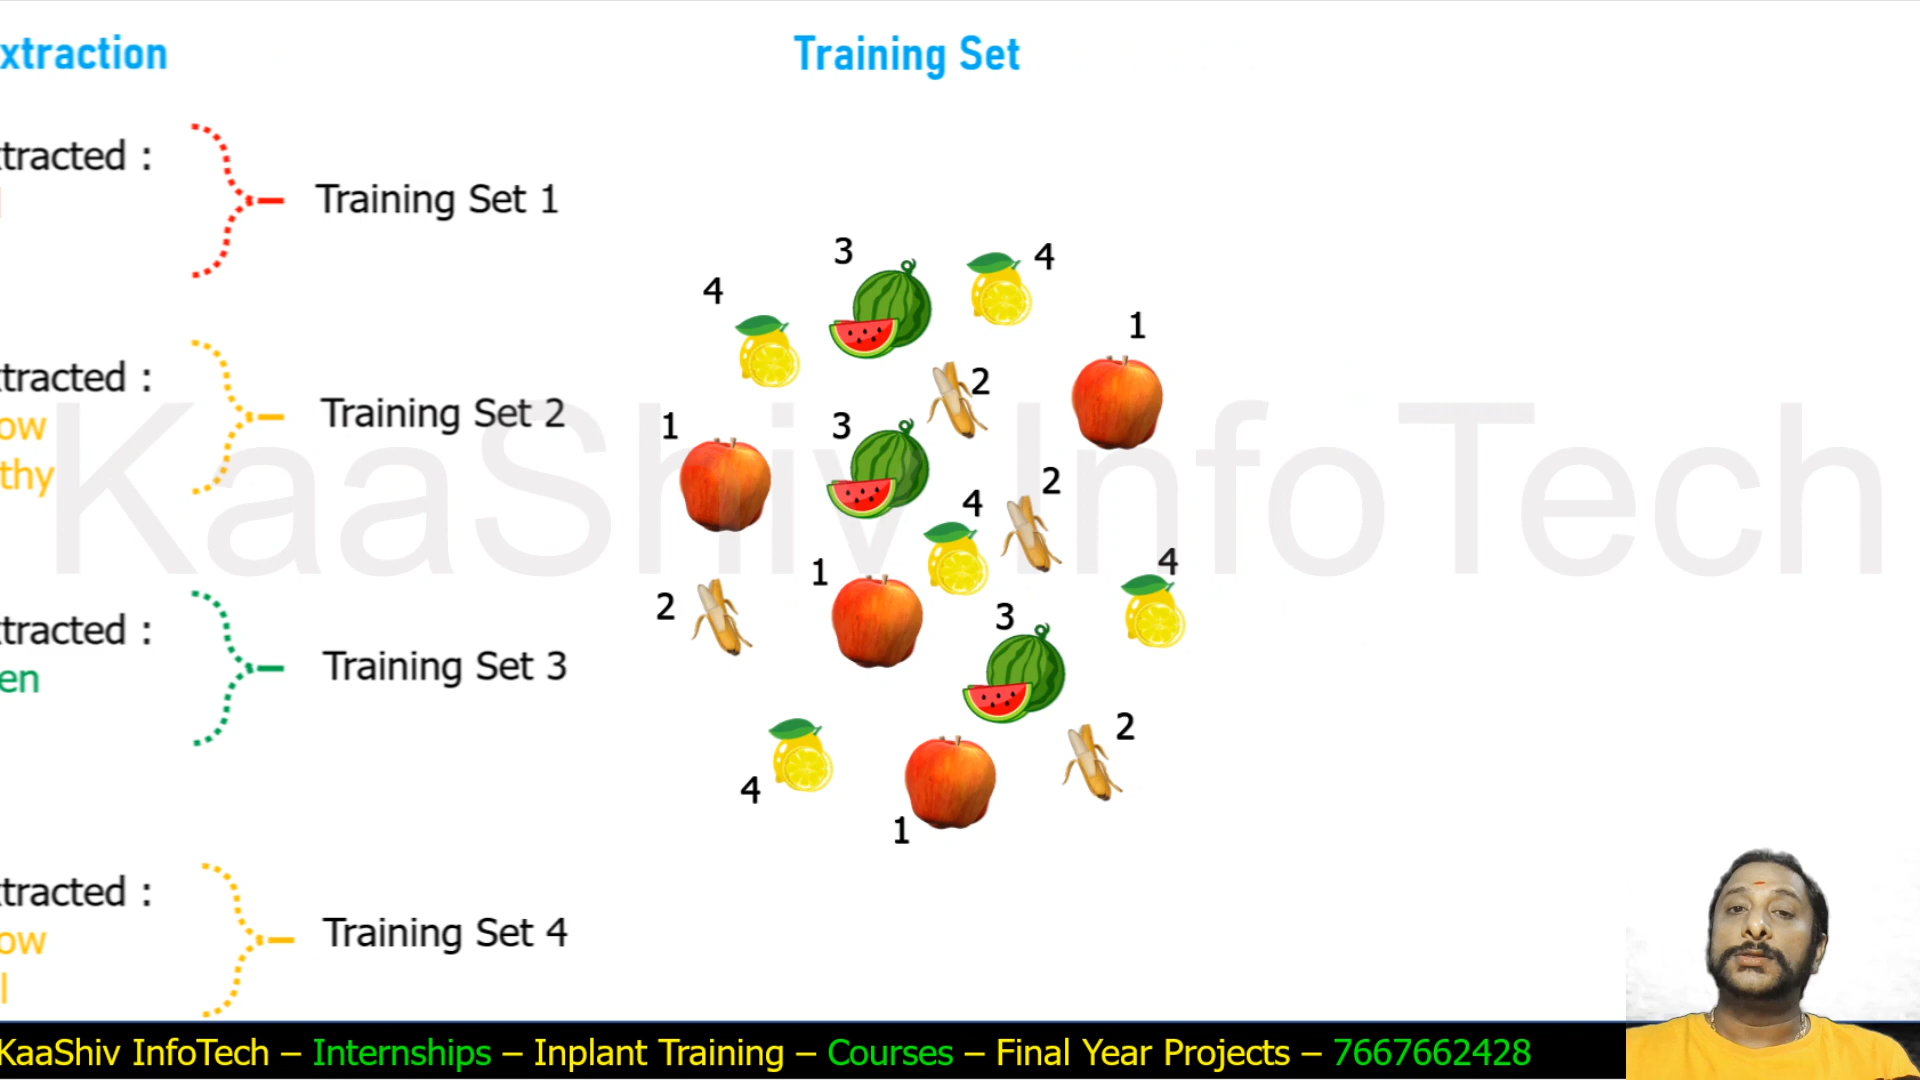 xtraction
Training Set
tracted :
Training Set 1
tracted :
ow
thy
Training Set 2
tracted :
en
Training Set 3
tracted :
ow
l
Training Set 4
3
4
4
1
2
1
3
2
4
4
1
2
3
2
4
1
KaaShiv InfoTech
KaaShiv InfoTech – Internships – Inplant Training – Courses – Final Year Projects – 7667662428